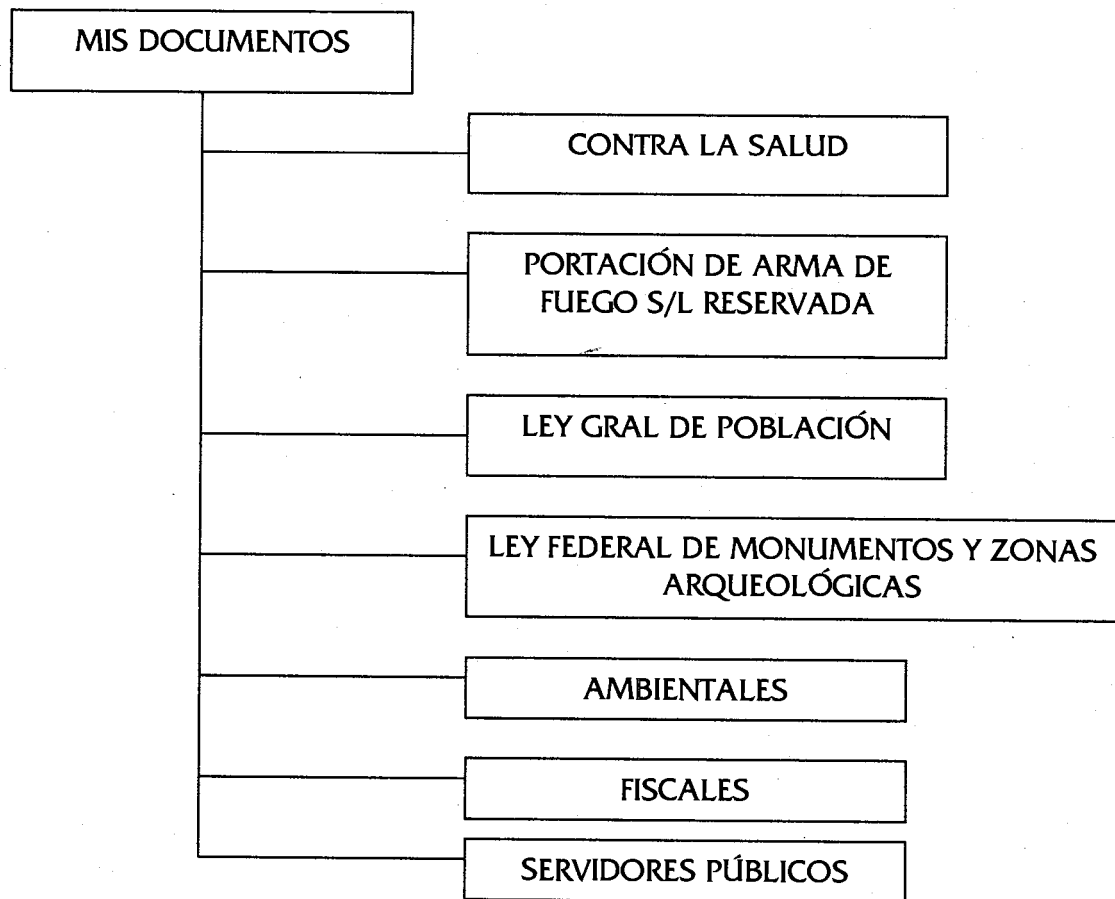 MIS DOCUMENTOS
CONTRA LA SALUD
PORTACIÓN DE ARMA DE
FUEGO S/L RESERVADA
LEY GRAL DE POBLACIÓN
LEY FEDERAL DE MONUMENTOS Y ZONAS
ARQUEOLÓGICAS
AMBIENTALES
FISCALES
SERVIDORES PÚBLICOS